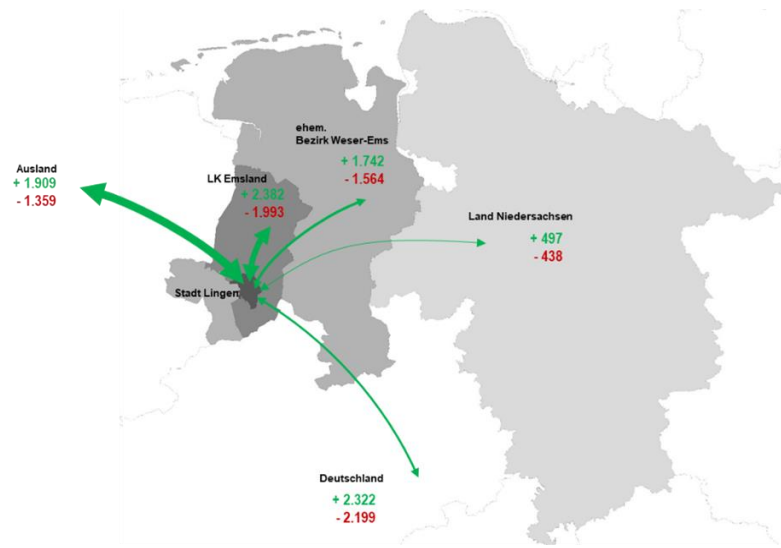 ehem.
Bezirk Weser-Ems
+ 1.742
- 1.564
Ausland
+ 1.909
- 1.359
LK Emsland
+ 2.382
- 1.993
Land Niedersachsen
+ 497
- 438
Stadt Lingen
Deutschland
+ 2.322
- 2.199